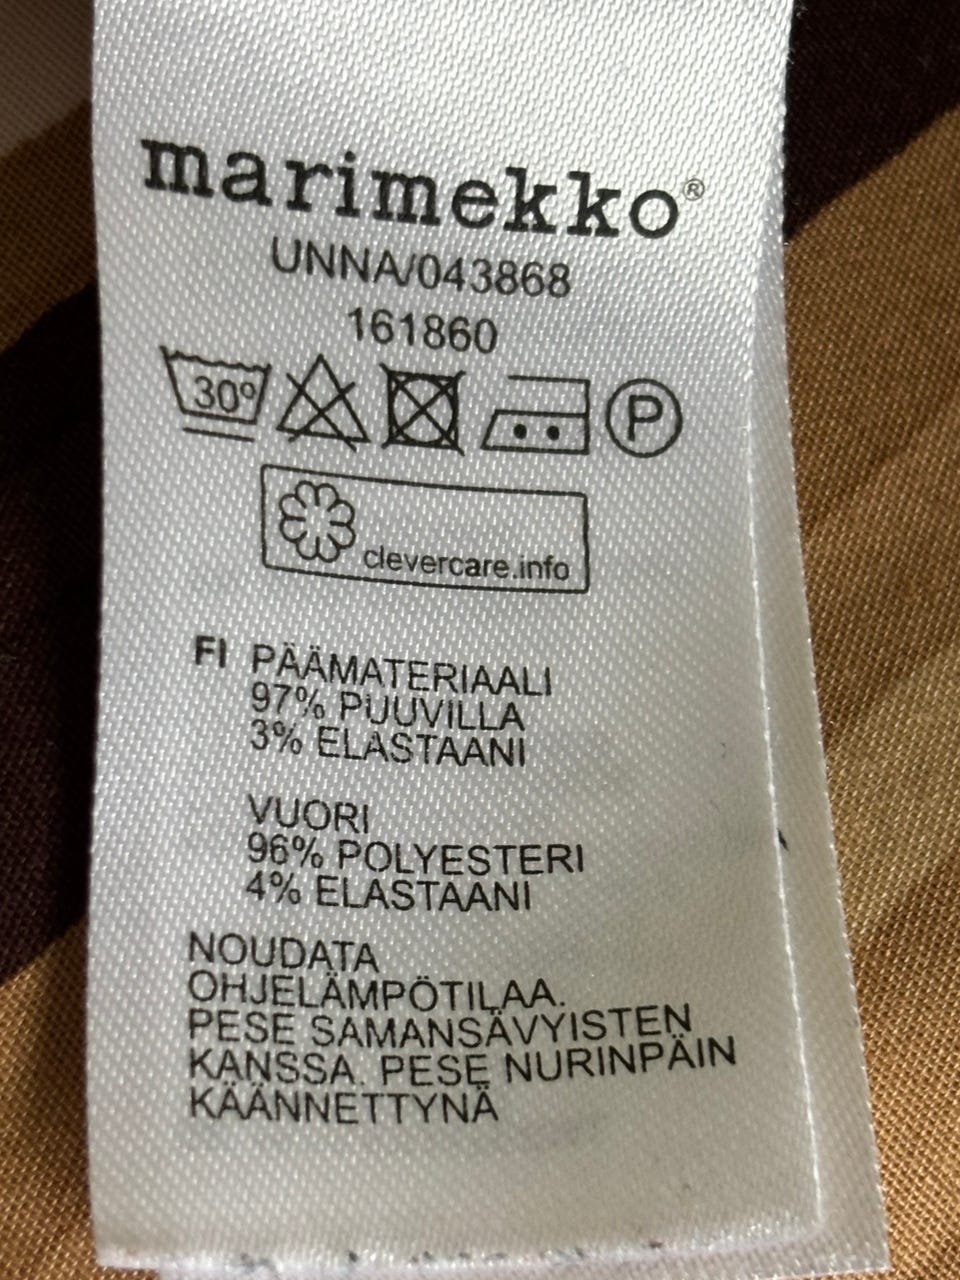 marimekko®
UNNA/043868
161860
30°
P
clevercare.info
FI PÄÄMATERIAALI
97% PUUVILLA
3% ELASTAANI
VUORI
96% POLYESTERI
4% ELASTAANI
NOUDATA
OHJELÄMPÖTILAA.
PESE SAMANSÄVYISTEN
KANSSA. PESE NURINPÄIN
KÄÄNNETTYNÄ